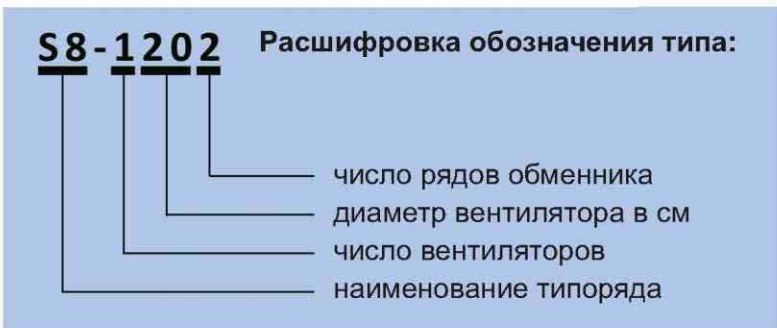 S8-1202 Расшифровка обозначения типа:
число рядов обменника
диаметр вентилятора в см
число вентиляторов
наименование типоряда